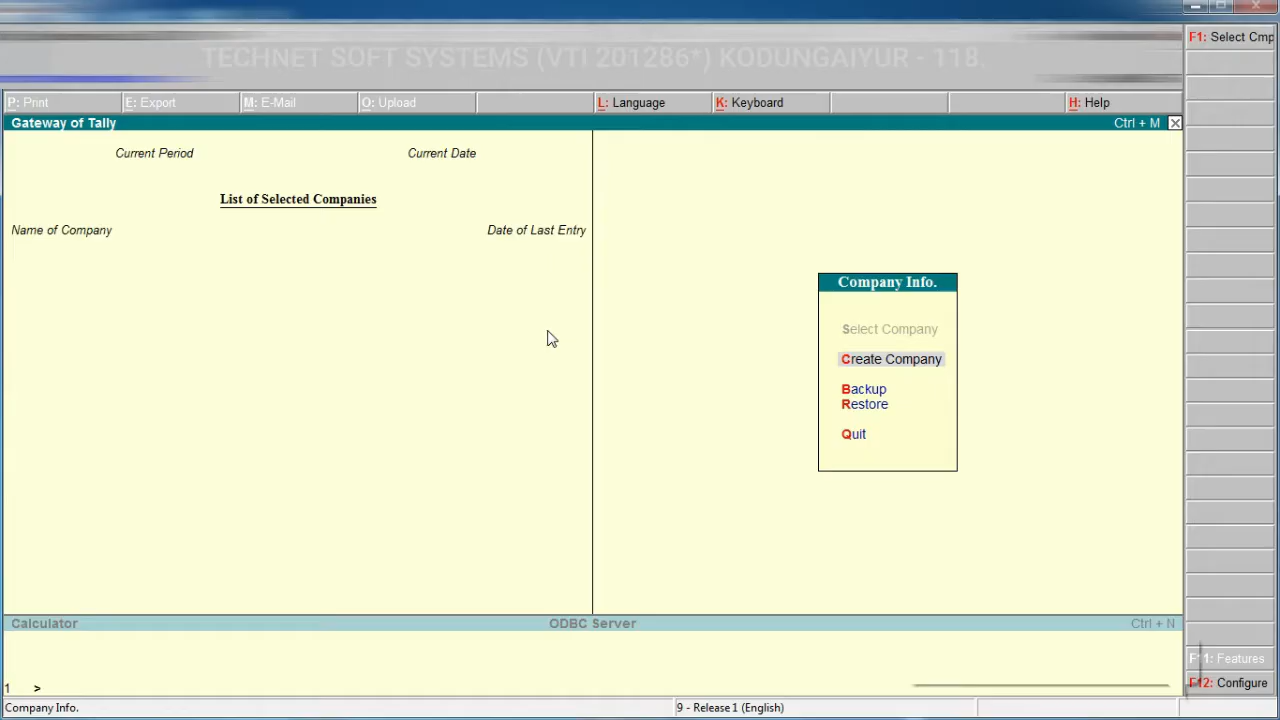 F1: Select Cmp
TECHNET SOFT SYSTEMS (VTI 201286*) KODUNGAIYUR - 118.
P: Print E: Export M: E-Mail O: Upload L: Language K: Keyboard H: Help
Gateway of Tally Ctrl + M
Current Period Current Date
List of Selected Companies
Name of Company Date of Last Entry
Company Info.
Select Company
Create Company
Backup
Restore
Quit
Calculator ODBC Server Ctrl + N
1 >
F11: Features
F12: Configure
Company Info. 9 - Release 1 (English)